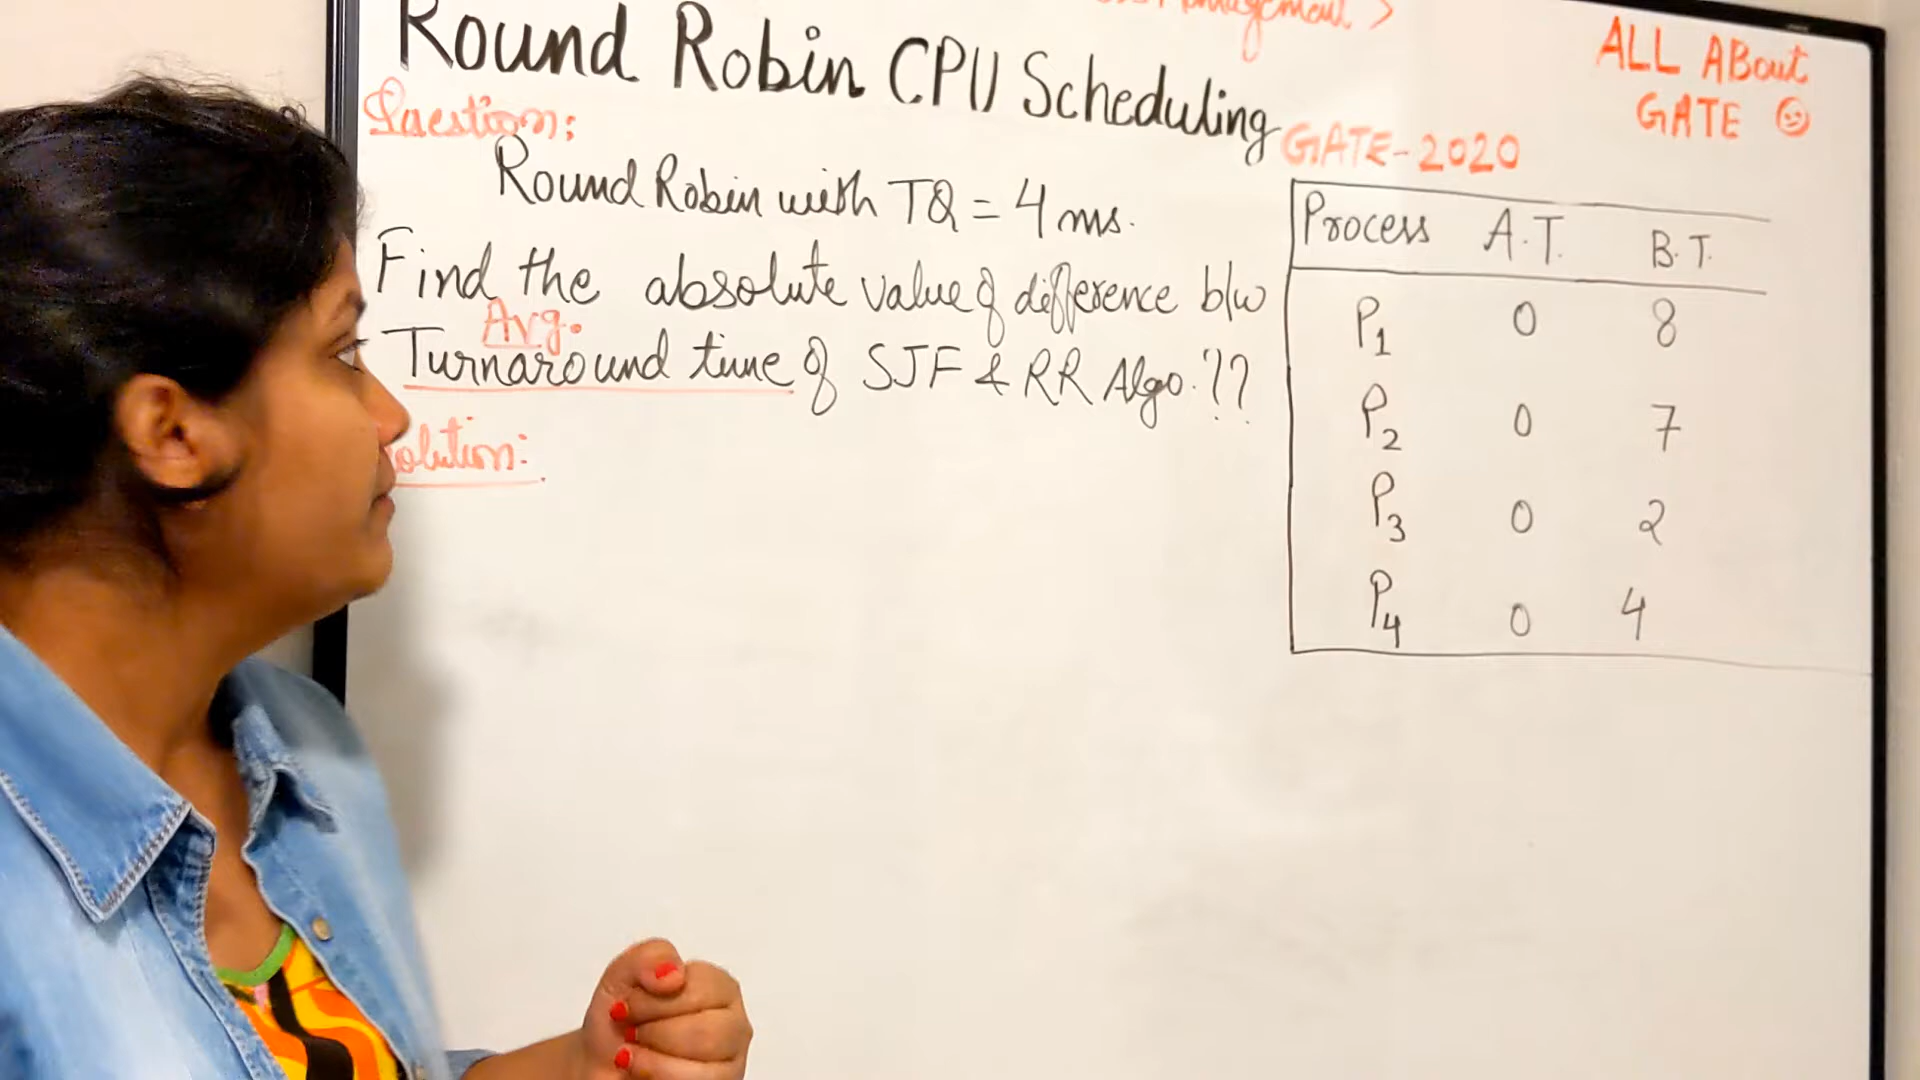 Management >
Round Robin CPU Scheduling
ALL ABout
GATE
Question:
GATE-2020
Round Robin with TQ = 4 ms.
Find the absolute value of difference b/w
Avg.
Turnaround time of SJF & RR Algo. ??
olution:
Process A.T. B.T.
P1 0 8
P2 0 7
P3 0 2
P4 0 4